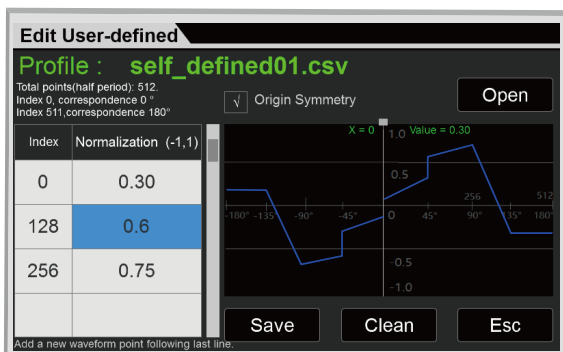 Edit User-defined
Profile : self_defined01.csv
Total points(half period): 512.
Index 0, correspondence 0 °
Index 511,correspondence 180°
√ Origin Symmetry
Open
Index Normalization (-1,1)
0 0.30
128 0.6
256 0.75
X = 0 Value = 0.30
1.0
0.5
256 512
-180° -135° -90° -45° 0 45° 90° 135° 180°
-0.5
-1.0
Save Clean Esc
Add a new waveform point following last line.